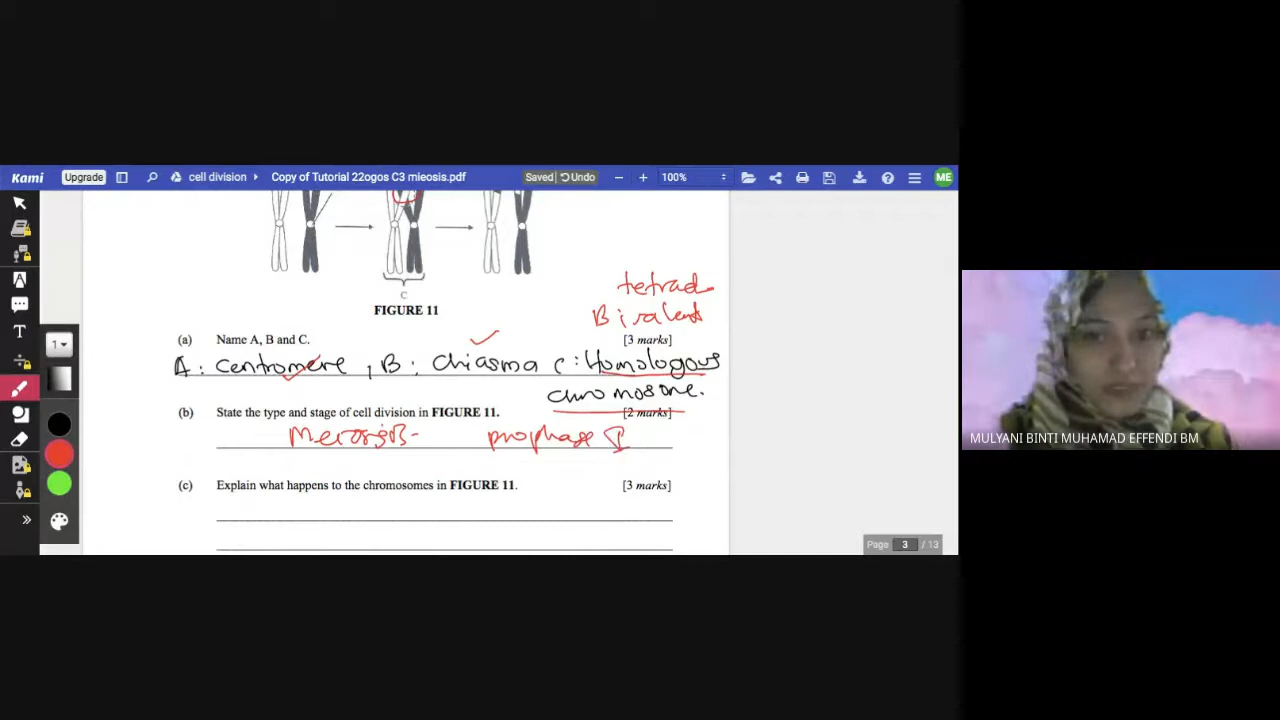 Kami Upgrade cell division Copy of Tutorial 22ogos C3 mieosis.pdf Saved Undo 100% ME
C
FIGURE 11
tetrad
Bivalent
(a) Name A, B and C. [3 marks]
A: Centromere, B: Chiasma C: Homologous
chromosone.
(b) State the type and stage of cell division in FIGURE 11. [2 marks]
Meiosis prophase I
(c) Explain what happens to the chromosomes in FIGURE 11. [3 marks]
1
T
Page 3 / 13
MULYANI BINTI MUHAMAD EFFENDI BM